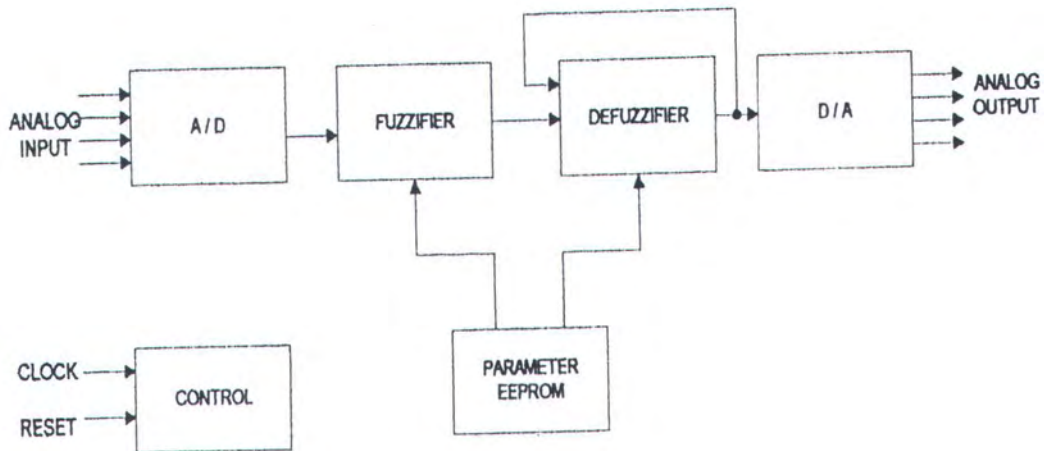 ANALOG
INPUT
A / D
FUZZIFIER
DEFUZZIFIER
D / A
ANALOG
OUTPUT
CLOCK
RESET
CONTROL
PARAMETER
EEPROM